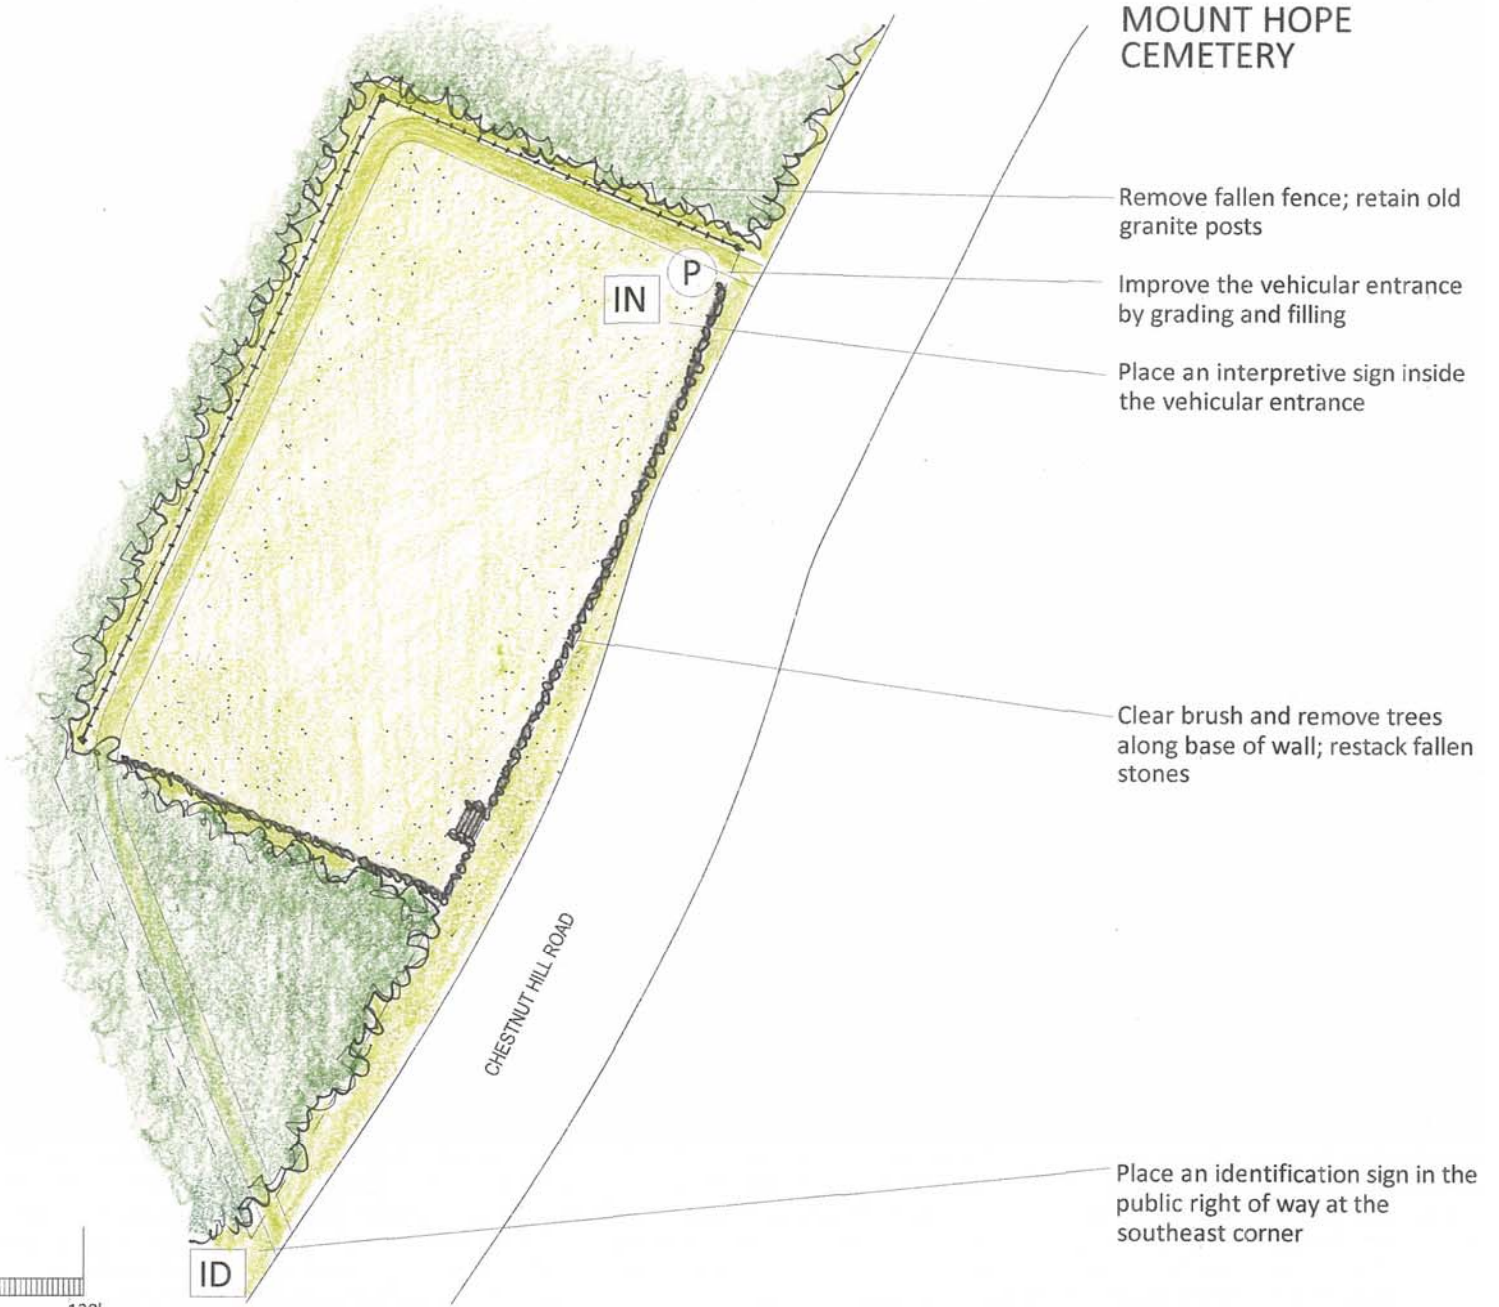 MOUNT HOPE
CEMETERY
Remove fallen fence; retain old
granite posts
P
Improve the vehicular entrance
by grading and filling
IN
Place an interpretive sign inside
the vehicular entrance
Clear brush and remove trees
along base of wall; restack fallen
stones
CHESTNUT HILL ROAD
Place an identification sign in the
public right of way at the
southeast corner
ID